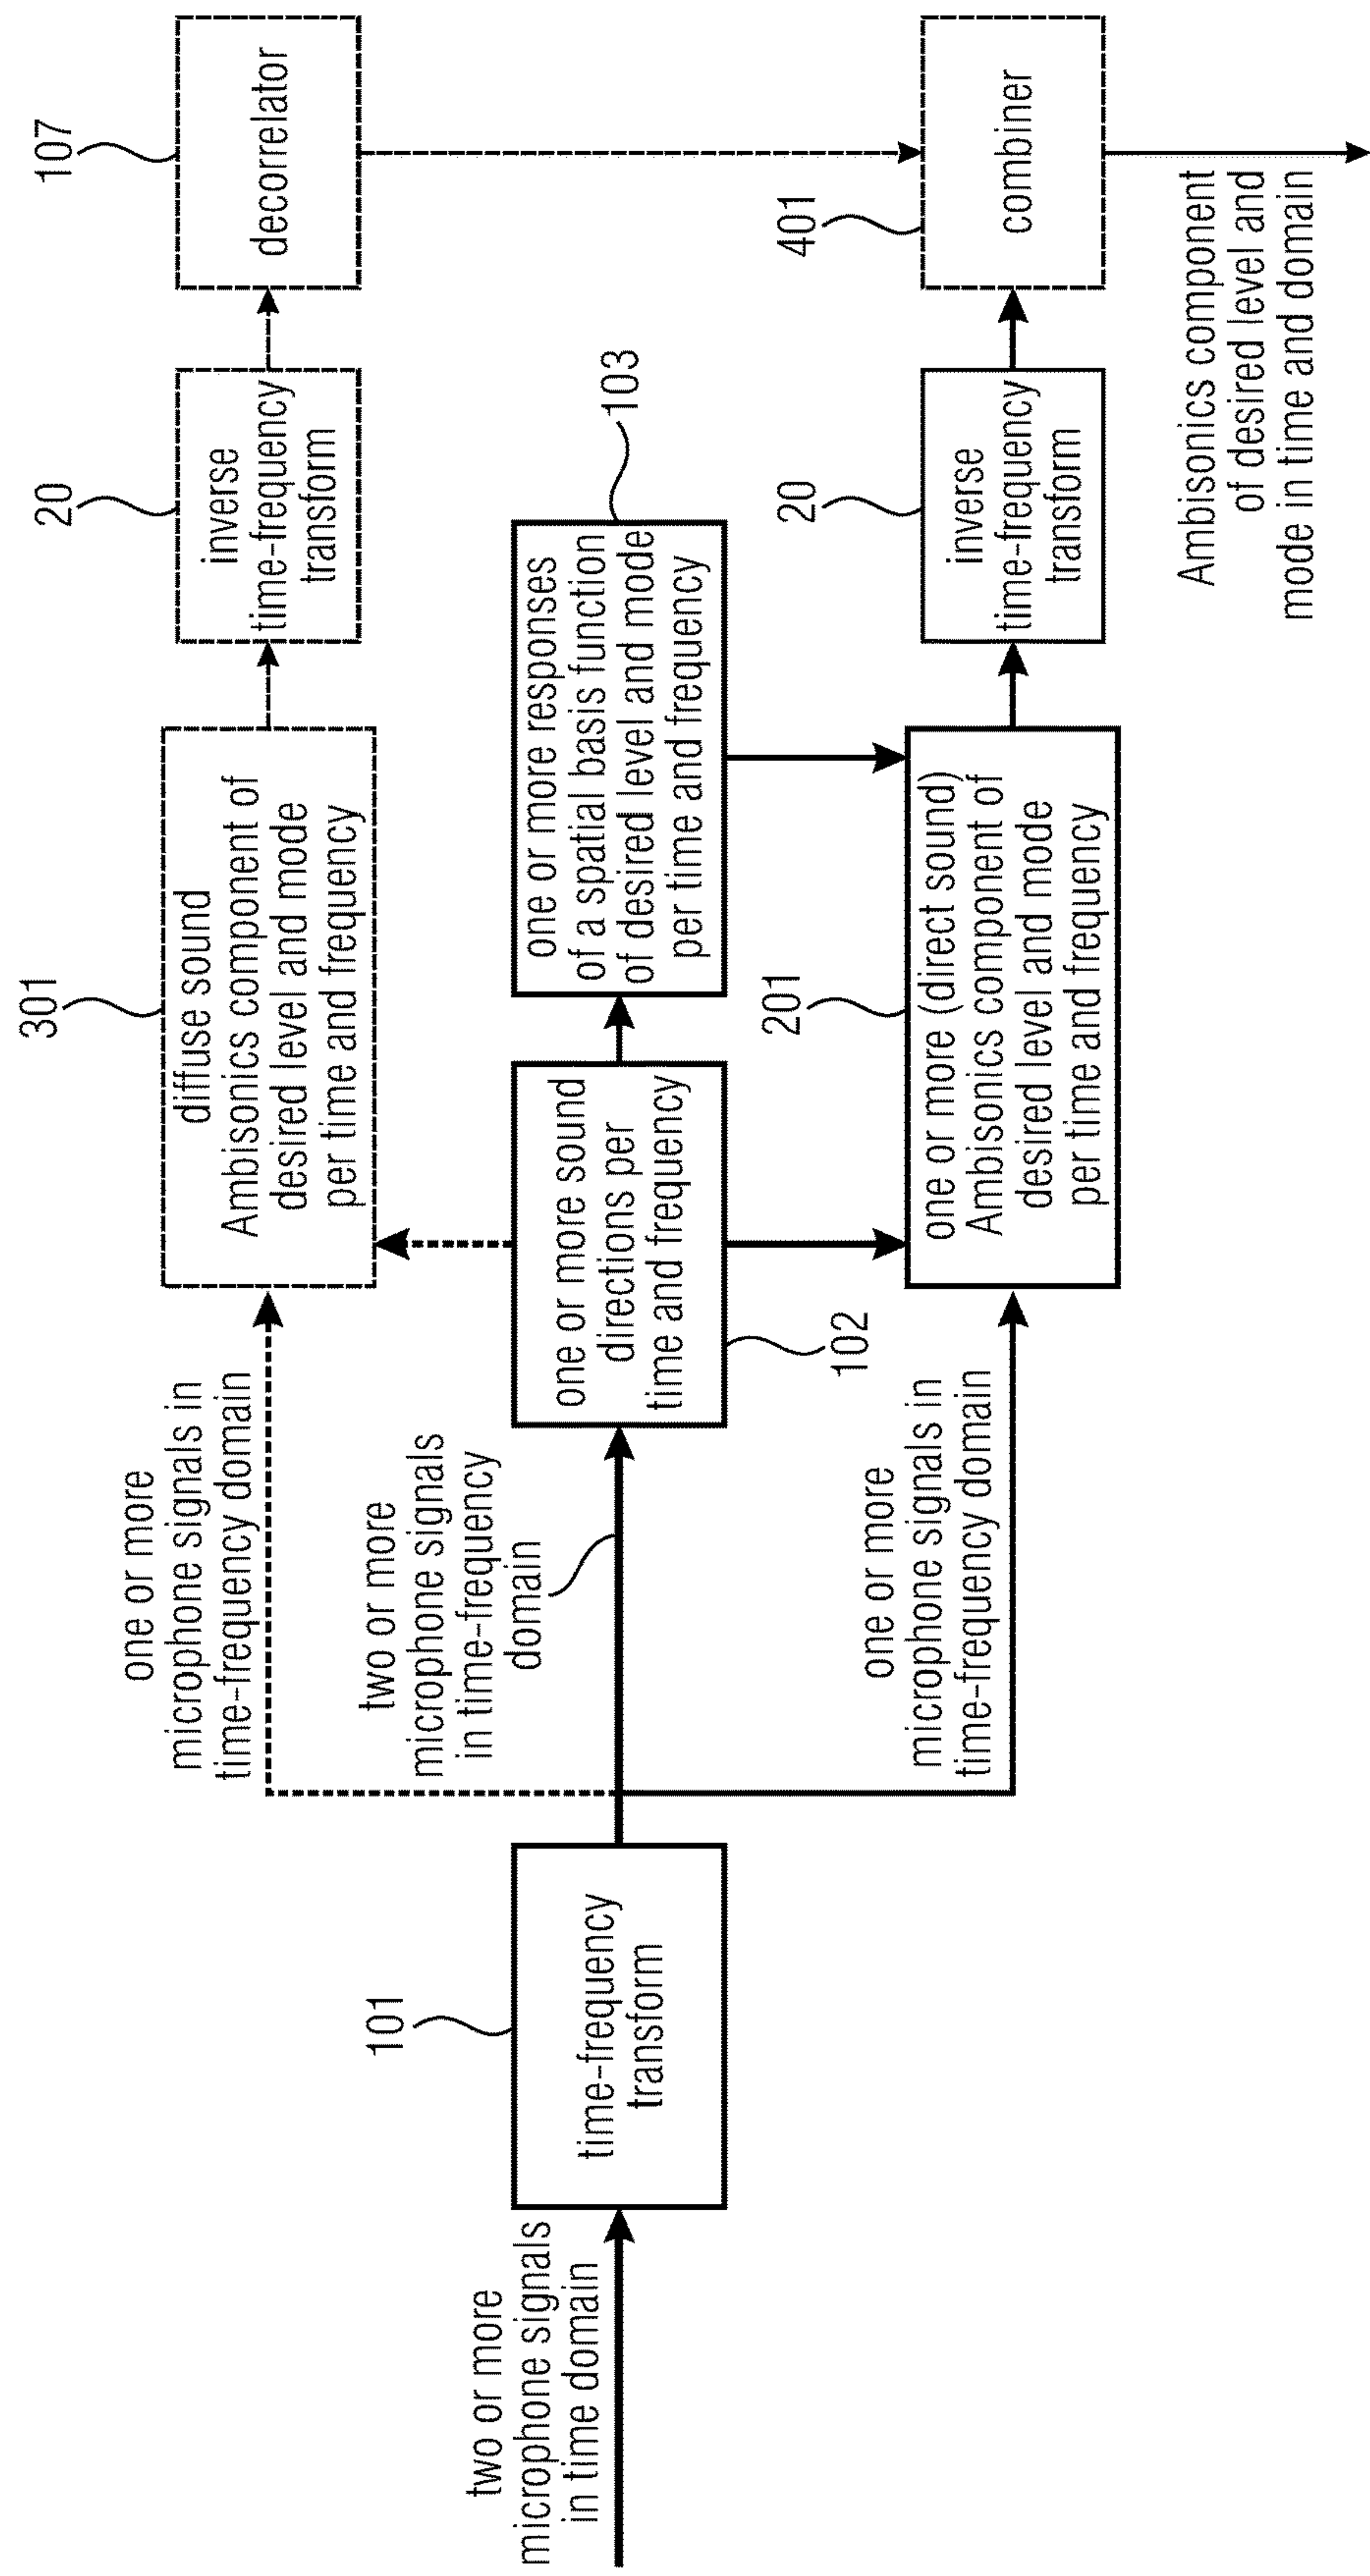 two or more
microphone signals
in time domain
101
time-frequency
transform
one or more
microphone signals in
time-frequency domain
two or more
microphone signals
in time-frequency
domain
one or more
microphone signals in
time-frequency domain
301
diffuse sound
Ambisonics component of
desired level and mode
per time and frequency
one or more sound
directions per
time and frequency
102
one or more responses
of a spatial basis function
of desired level and mode
per time and frequency
103
201
one or more (direct sound)
Ambisonics component of
desired level and mode
per time and frequency
20
inverse
time-frequency
transform
20
inverse
time-frequency
transform
107
decorrelator
401
combiner
Ambisonics component
of desired level and
mode in time and domain